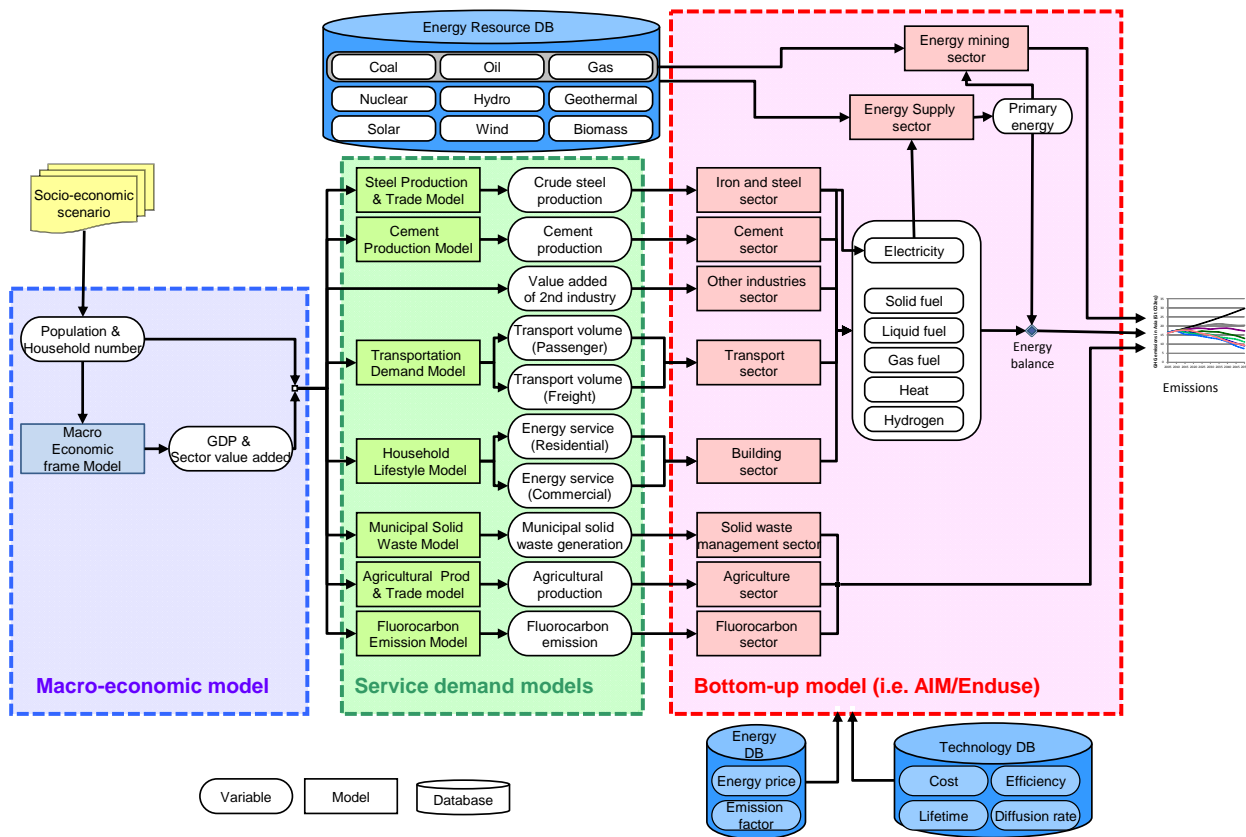 Energy Resource DB
Coal
Oil
Gas
Nuclear
Hydro
Geothermal
Solar
Wind
Biomass
Energy mining
sector
Energy Supply
sector
Primary
energy
Socio-economic
scenario
Population &
Household number
Macro
Economic
frame Model
GDP &
Sector value added
Macro-economic model
Steel Production
& Trade Model
Crude steel
production
Cement
Production Model
Cement
production
Value added
of 2nd industry
Transportation
Demand Model
Transport volume
(Passenger)
Transport volume
(Freight)
Household
Lifestyle Model
Energy service
(Residential)
Energy service
(Commercial)
Municipal Solid
Waste Model
Municipal solid
waste generation
Agricultural Prod
& Trade model
Agricultural
production
Fluorocarbon
Emission Model
Fluorocarbon
emission
Service demand models
Iron and steel
sector
Cement
sector
Other industries
sector
Transport
sector
Building
sector
Solid waste
management sector
Agriculture
sector
Fluorocarbon
sector
Electricity
Solid fuel
Liquid fuel
Gas fuel
Heat
Hydrogen
Energy
balance
Bottom-up model (i.e. AIM/Enduse)
Emissions
Energy
DB
Energy price
Emission
factor
Technology DB
Cost
Efficiency
Lifetime
Diffusion rate
Variable
Model
Database